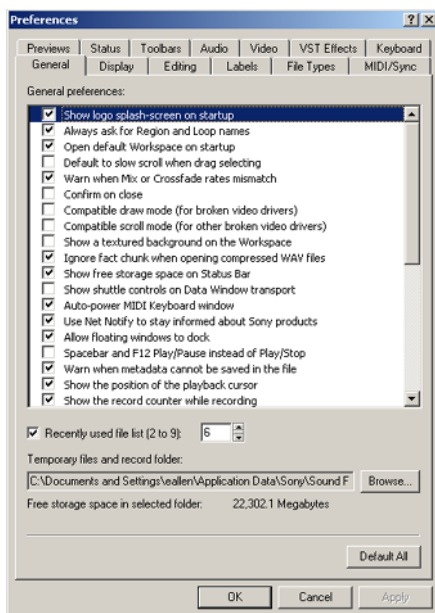 Preferences
Previews Status Toolbars Audio Video VST Effects Keyboard
General Display Editing Labels File Types MIDI/Sync
General preferences:
Show logo splash-screen on startup
Always ask for Region and Loop names
Open default Workspace on startup
Default to slow scroll when drag selecting
Warn when Mix or Crossfade rates mismatch
Confirm on close
Compatible draw mode (for broken video drivers)
Compatible scroll mode (for other broken video drivers)
Show a textured background on the Workspace
Ignore fact chunk when opening compressed WAV files
Show free storage space on Status Bar
Show shuttle controls on Data Window transport
Auto-power MIDI Keyboard window
Use Net Notify to stay informed about Sony products
Allow floating windows to dock
Spacebar and F12 Play/Pause instead of Play/Stop
Warn when metadata cannot be saved in the file
Show the position of the playback cursor
Show the record counter while recording
Recently used file list (2 to 9): 6
Temporary files and record folder:
C:\Documents and Settings\eallen\Application Data\Sony\Sound F Browse...
Free storage space in selected folder: 22,302.1 Megabytes
Default All
OK Cancel Apply